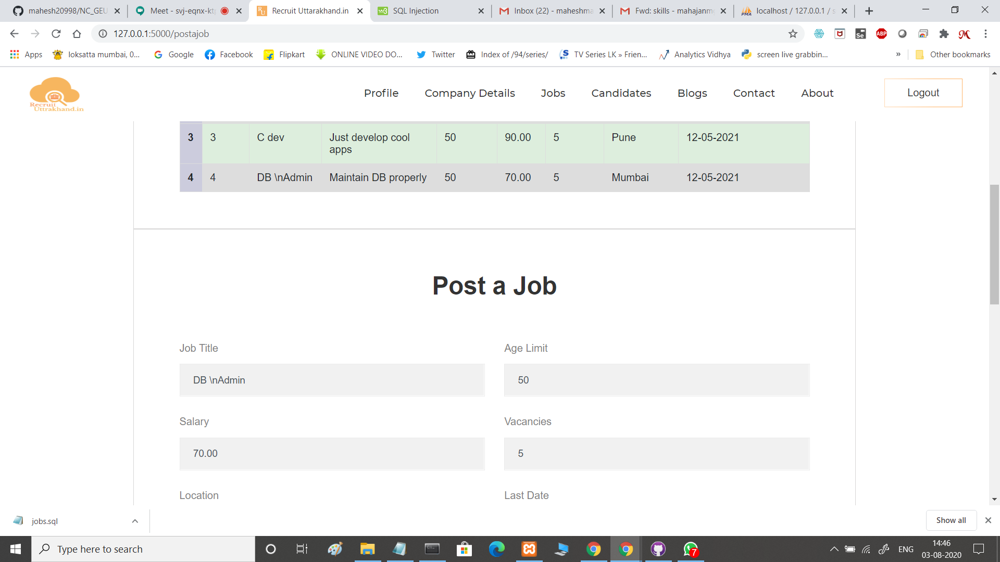 mahesh20998/NC_GEU
Meet - svj-eqnx-kt
Recruit Uttarakhand.in
SQL Injection
Inbox (22) - maheshma
Fwd: skills - mahajanm
localhost / 127.0.0.1 / s
127.0.0.1:5000/postajob
Apps
loksatta mumbai, 0...
Google
Facebook
Flipkart
ONLINE VIDEO DO...
Twitter
Index of /94/series/
TV Series LK » Frien...
Analytics Vidhya
screen live grabbin...
»
Other bookmarks
Recruit
Uttrakhand.in
Profile
Company Details
Jobs
Candidates
Blogs
Contact
About
Logout
3 3 C dev Just develop cool apps 50 90.00 5 Pune 12-05-2021
4 4 DB \nAdmin Maintain DB properly 50 70.00 5 Mumbai 12-05-2021
Post a Job
Job Title
Age Limit
DB \nAdmin
50
Salary
Vacancies
70.00
5
Location
Last Date
jobs.sql
Show all
Type here to search
7
ENG
14:46
03-08-2020